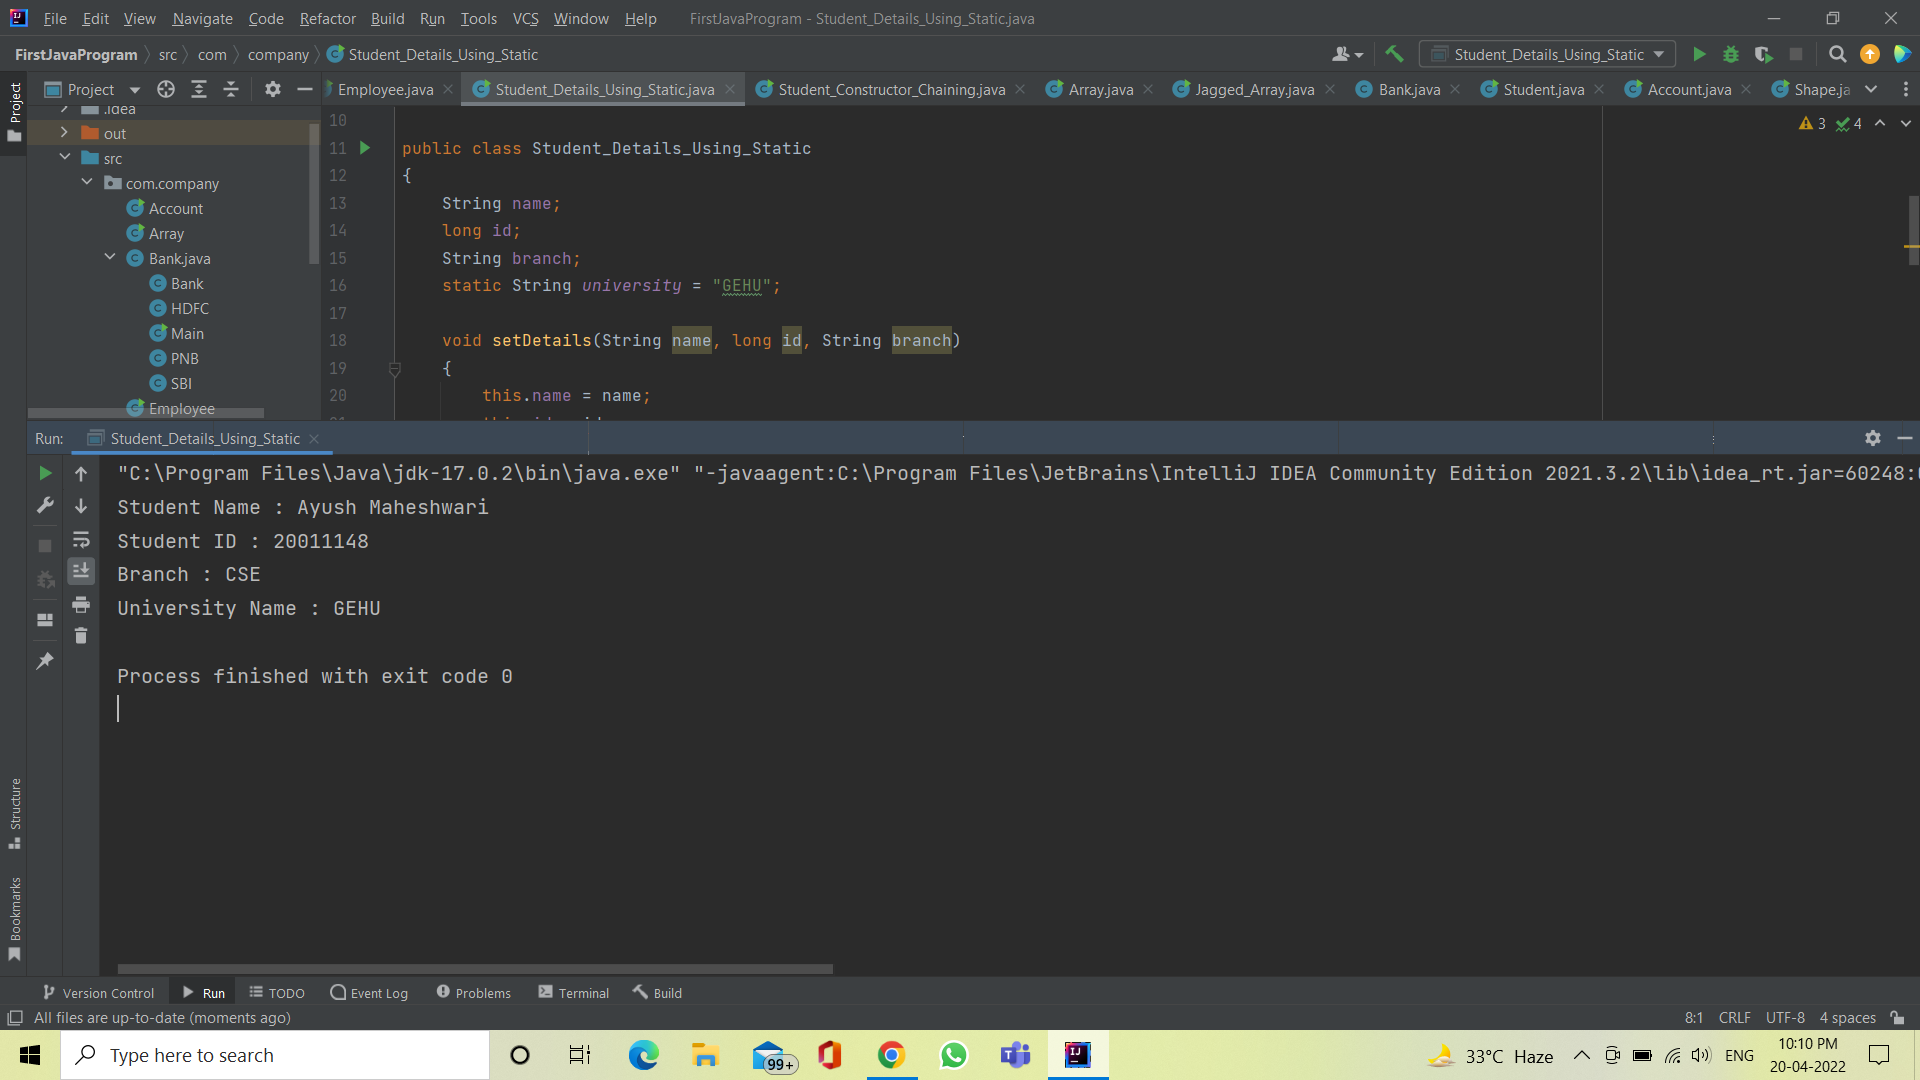 File Edit View Navigate Code Refactor Build Run Tools VCS Window Help FirstJavaProgram - Student_Details_Using_Static.java
FirstJavaProgram src com company Student_Details_Using_Static
Student_Details_Using_Static
Project
Project
Employee.java Student_Details_Using_Static.java Student_Constructor_Chaining.java Array.java Jagged_Array.java Bank.java Student.java Account.java Shape.ja
.idea
out
src
com.company
Account
Array
Bank.java
Bank
HDFC
Main
PNB
SBI
Employee
3 4
10
11 public class Student_Details_Using_Static
12 {
13 String name;
14 long id;
15 String branch;
16 static String university = "GEHU";
17
18 void setDetails(String name, long id, String branch)
19 {
20 this.name = name;
Run: Student_Details_Using_Static
"C:\Program Files\Java\jdk-17.0.2\bin\java.exe" "-javaagent:C:\Program Files\JetBrains\IntelliJ IDEA Community Edition 2021.3.2\lib\idea_rt.jar=60248:
Student Name : Ayush Maheshwari
Student ID : 20011148
Branch : CSE
University Name : GEHU
Process finished with exit code 0
Structure
Bookmarks
Version Control Run TODO Event Log Problems Terminal Build
All files are up-to-date (moments ago)
8:1 CRLF UTF-8 4 spaces
Type here to search
99+
33°C Haze
ENG
10:10 PM
20-04-2022